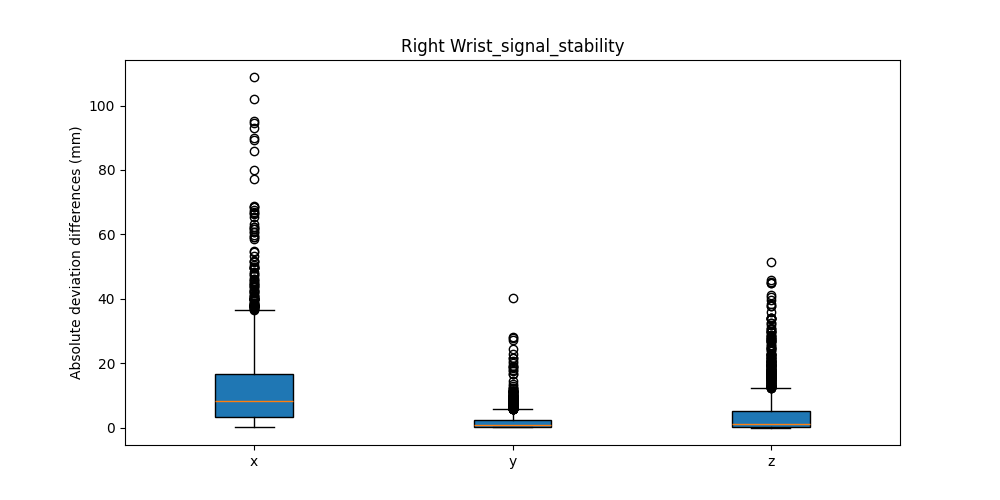 Right Wrist_signal_stability
Absolute deviation differences (mm)
100
80
60
40
20
0
x y z